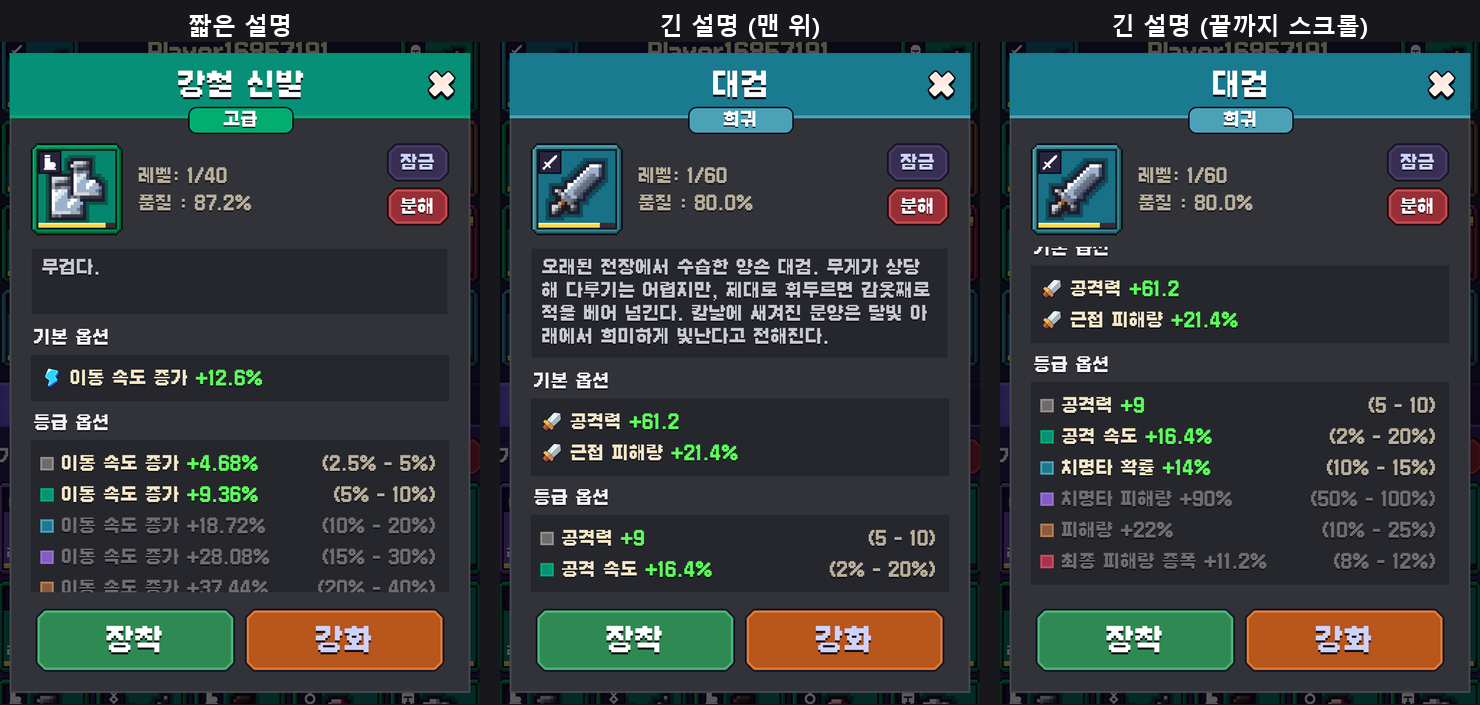 짧은 설명
Player16857191
강철 신발
고급
레벨: 1/40
품질 : 87.2%
잠금
분해
무겁다.
기본 옵션
이동 속도 증가 +12.6%
등급 옵션
이동 속도 증가 +4.68% (2.5% - 5%)
이동 속도 증가 +9.36% (5% - 10%)
이동 속도 증가 +18.72% (10% - 20%)
이동 속도 증가 +28.08% (15% - 30%)
이동 속도 증가 +37.44% (20% - 40%)
장착
강화
긴 설명 (맨 위)
Player16857191
대검
희귀
레벨: 1/60
품질 : 80.0%
잠금
분해
오래된 전장에서 수습한 양손 대검. 무게가 상당
해 다루기는 어렵지만, 제대로 휘두르면 갑옷째로
적을 베어 넘긴다. 칼날에 새겨진 문양은 달빛 아
래에서 희미하게 빛난다고 전해진다.
기본 옵션
공격력 +61.2
근접 피해량 +21.4%
등급 옵션
공격력 +9 (5 - 10)
공격 속도 +16.4% (2% - 20%)
장착
강화
긴 설명 (끝까지 스크롤)
Player16857191
대검
희귀
레벨: 1/60
품질 : 80.0%
잠금
분해
기본 옵션
공격력 +61.2
근접 피해량 +21.4%
등급 옵션
공격력 +9 (5 - 10)
공격 속도 +16.4% (2% - 20%)
치명타 확률 +14% (10% - 15%)
치명타 피해량 +90% (50% - 100%)
피해량 +22% (10% - 25%)
최종 피해량 증폭 +11.2% (8% - 12%)
장착
강화